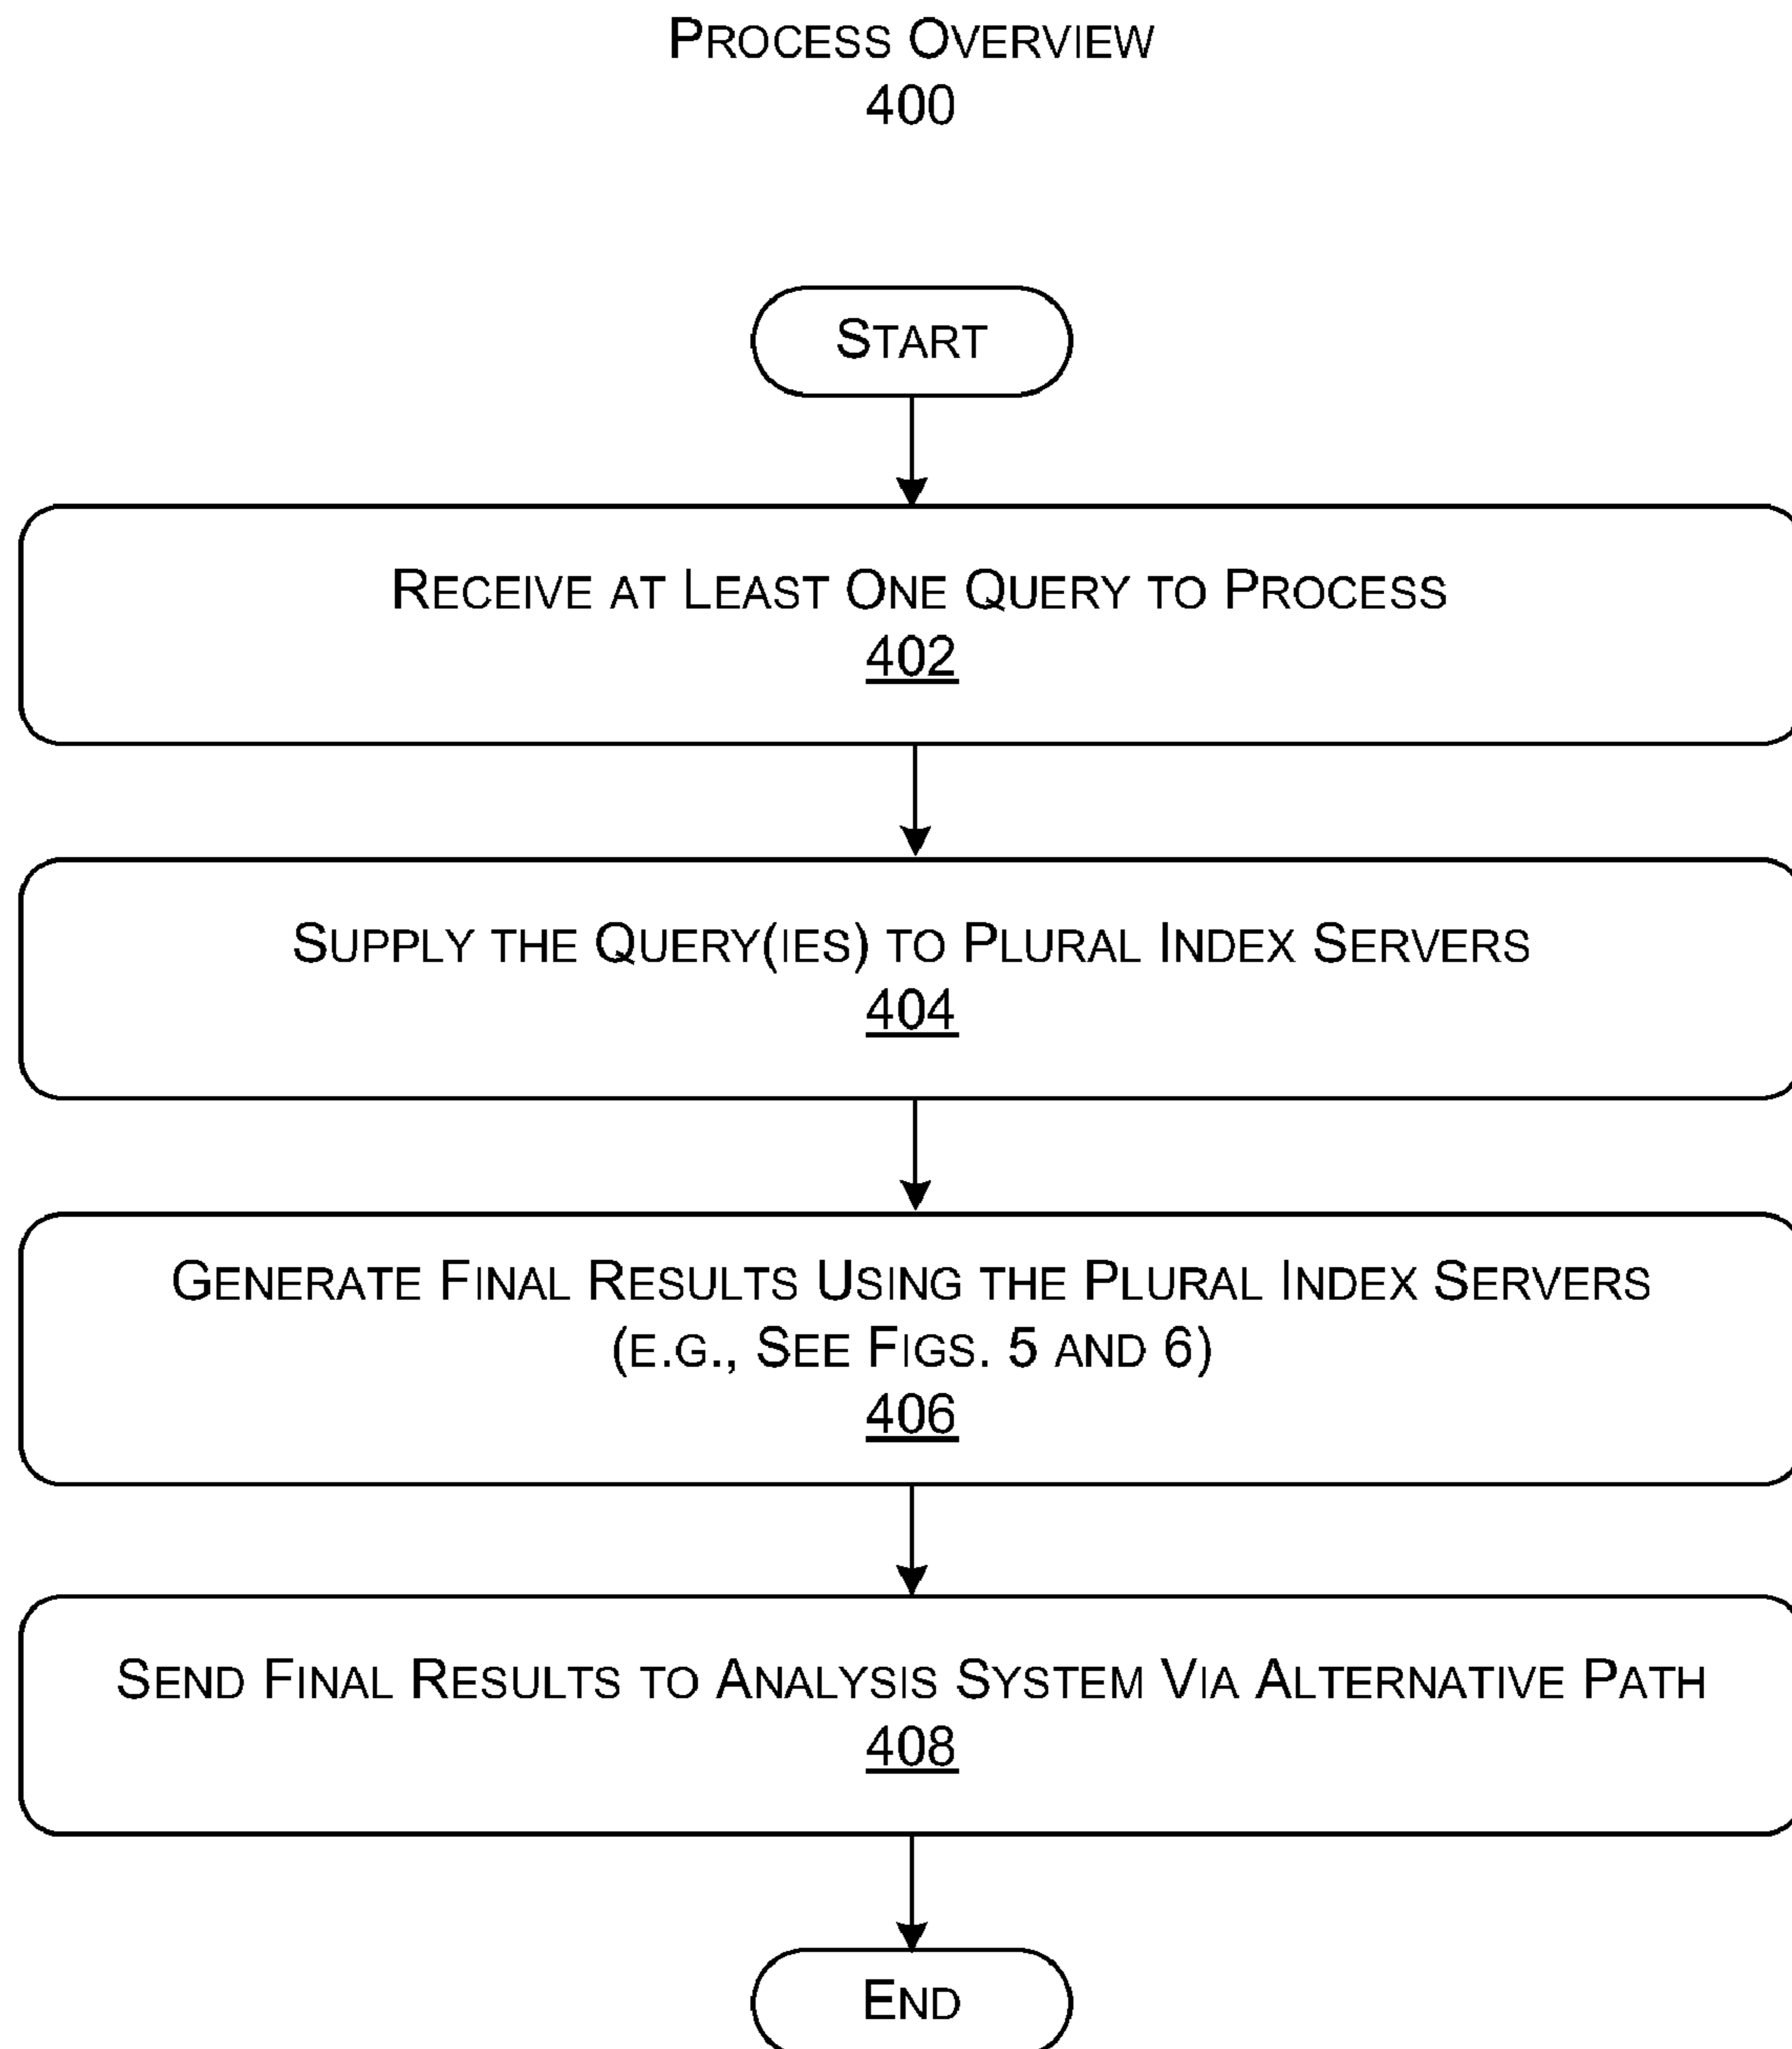 PROCESS OVERVIEW
400
START
RECEIVE AT LEAST ONE QUERY TO PROCESS
402
SUPPLY THE QUERY(IES) TO PLURAL INDEX SERVERS
404
GENERATE FINAL RESULTS USING THE PLURAL INDEX SERVERS
(E.G., SEE FIGS. 5 AND 6)
406
SEND FINAL RESULTS TO ANALYSIS SYSTEM VIA ALTERNATIVE PATH
408
END